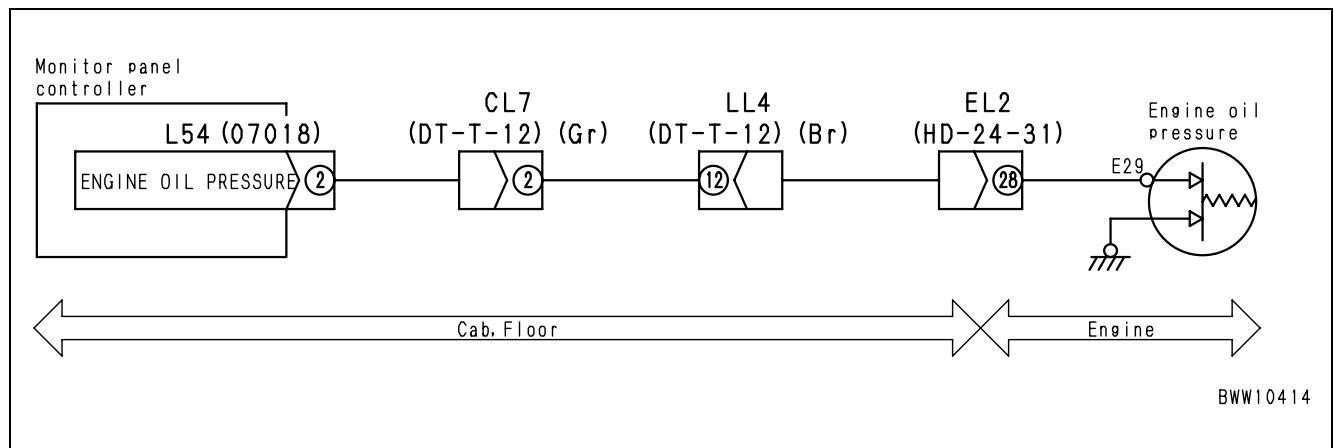 Monitor panel
controller
L54 (07018)
ENGINE OIL PRESSURE
2
CL7
(DT-T-12) (Gr)
2
LL4
(DT-T-12) (Br)
12
EL2
(HD-24-31)
28
Engine oil
pressure
E29
Cab, Floor
Engine
BWW10414